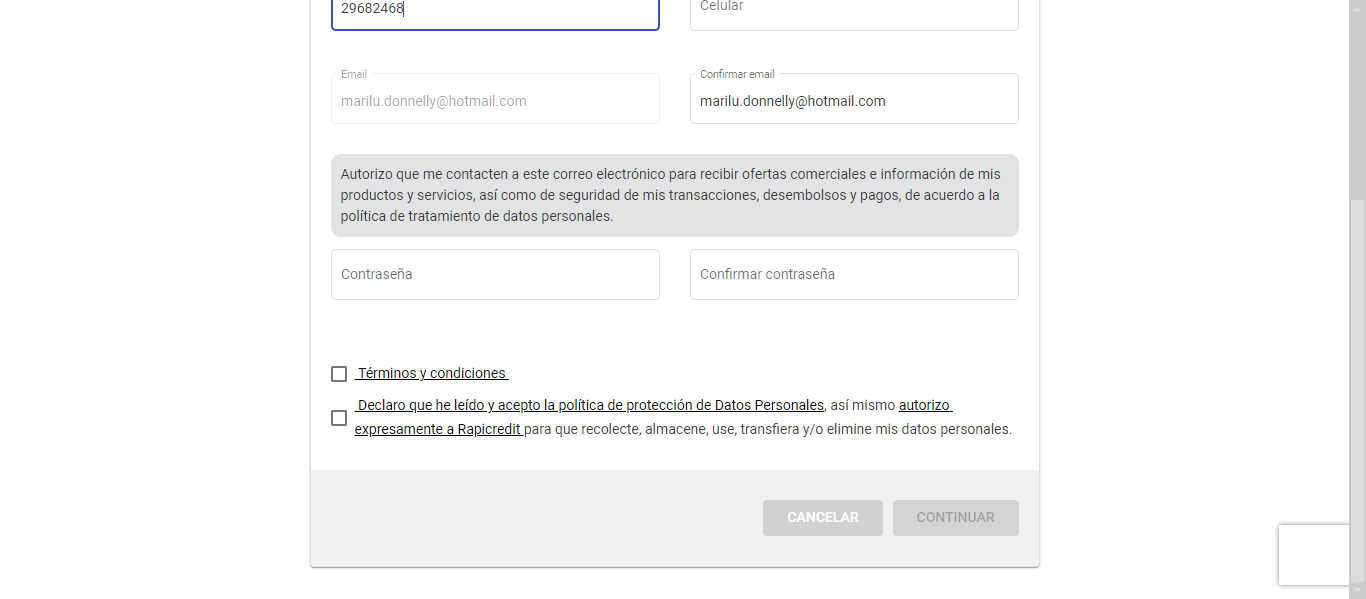 29682468
Celular
Email
Confirmar email
marilu.donnelly@hotmail.com
marilu.donnelly@hotmail.com
Autorizo que me contacten a este correo electrónico para recibir ofertas comerciales e información de mis
productos y servicios, así como de seguridad de mis transacciones, desembolsos y pagos, de acuerdo a la
política de tratamiento de datos personales.
Contraseña
Confirmar contraseña
Términos y condiciones
Declaro que he leído y acepto la política de protección de Datos Personales, así mismo autorizo
expresamente a Rapicredit para que recolecte, almacene, use, transfiera y/o elimine mis datos personales.
CANCELAR
CONTINUAR